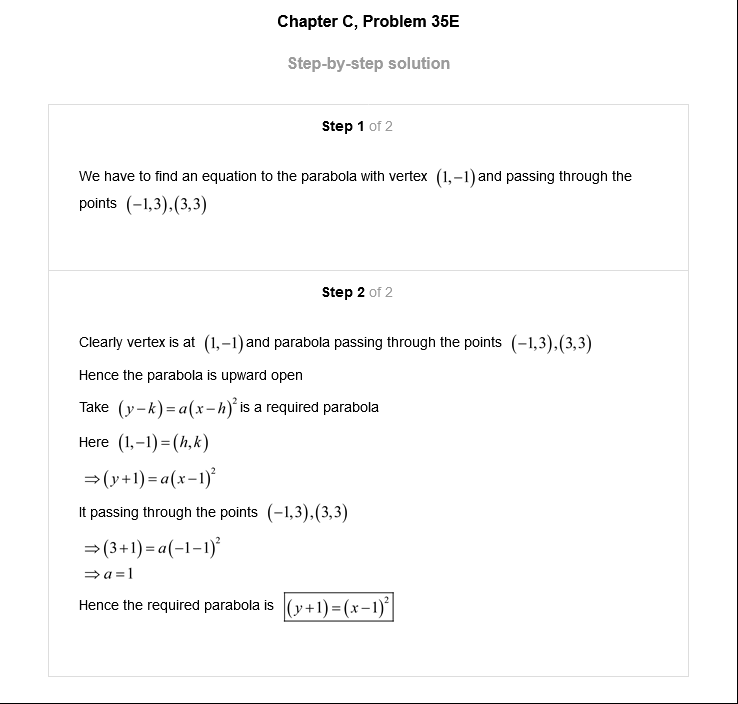 Chapter C, Problem 35E
Step-by-step solution
Step 1 of 2
We have to find an equation to the parabola with vertex (1,−1) and passing through the
points (−1,3),(3,3)
Step 2 of 2
Clearly vertex is at (1,−1) and parabola passing through the points (−1,3),(3,3)
Hence the parabola is upward open
Take (y−k)=a(x−h)² is a required parabola
Here (1,−1)=(h,k)
⇒(y+1)=a(x−1)²
It passing through the points (−1,3),(3,3)
⇒(3+1)=a(−1−1)²
⇒a=1
Hence the required parabola is (y+1)=(x−1)²